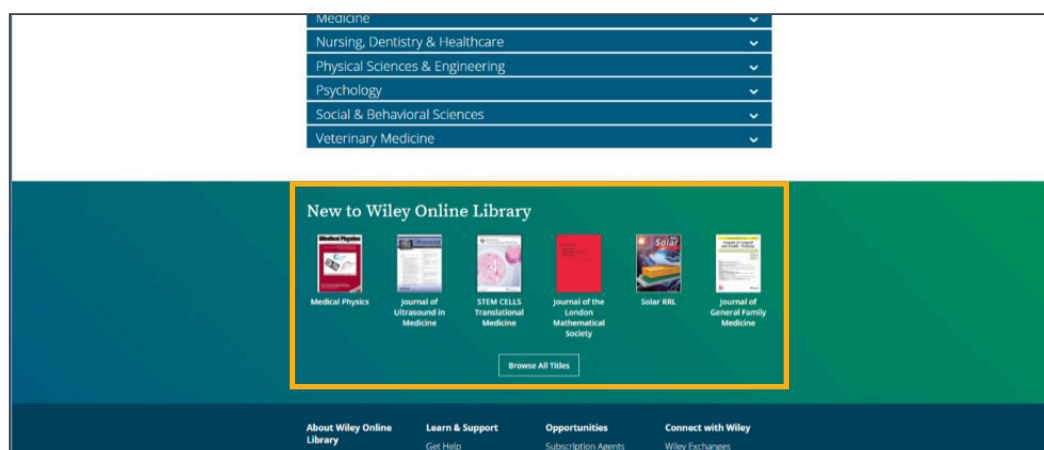 Medicine
Nursing, Dentistry & Healthcare
Physical Sciences & Engineering
Psychology
Social & Behavioral Sciences
Veterinary Medicine
New to Wiley Online Library
Medical Physics
Solar
Medical Physics
Journal of
Ultrasound in
Medicine
STEM CELLS
Translational
Medicine
Journal of the
London
Mathematical
Society
Solar RRL
Journal of
General Family
Medicine
Browse All Titles
About Wiley Online
Library
Learn & Support
Get Help
Opportunities
Subscription Agents
Connect with Wiley
Wiley Exchanges